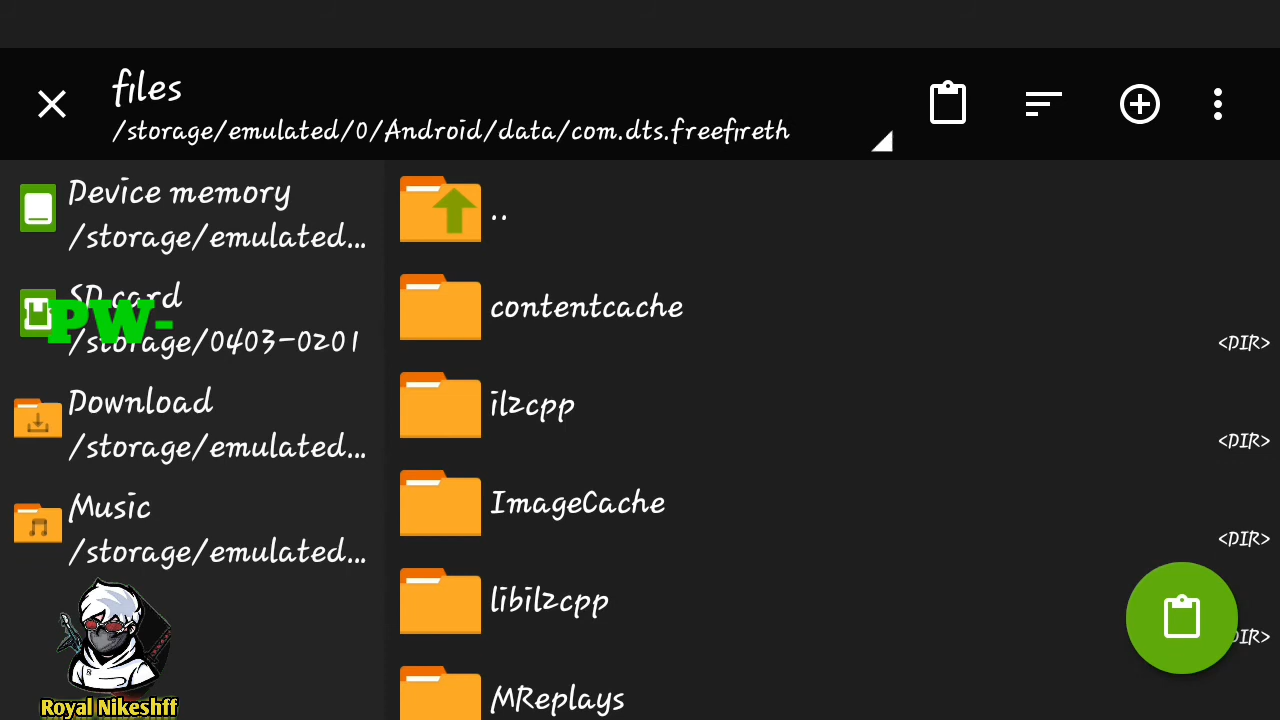 files
/storage/emulated/0/Android/data/com.dts.freefireth
Device memory
/storage/emulated...
SD card
/storage/0403-0201
PW-
Download
/storage/emulated...
Music
/storage/emulated...
Royal Nikeshff
..
contentcache
<DIR>
il2cpp
<DIR>
ImageCache
<DIR>
libil2cpp
<DIR>
MReplays